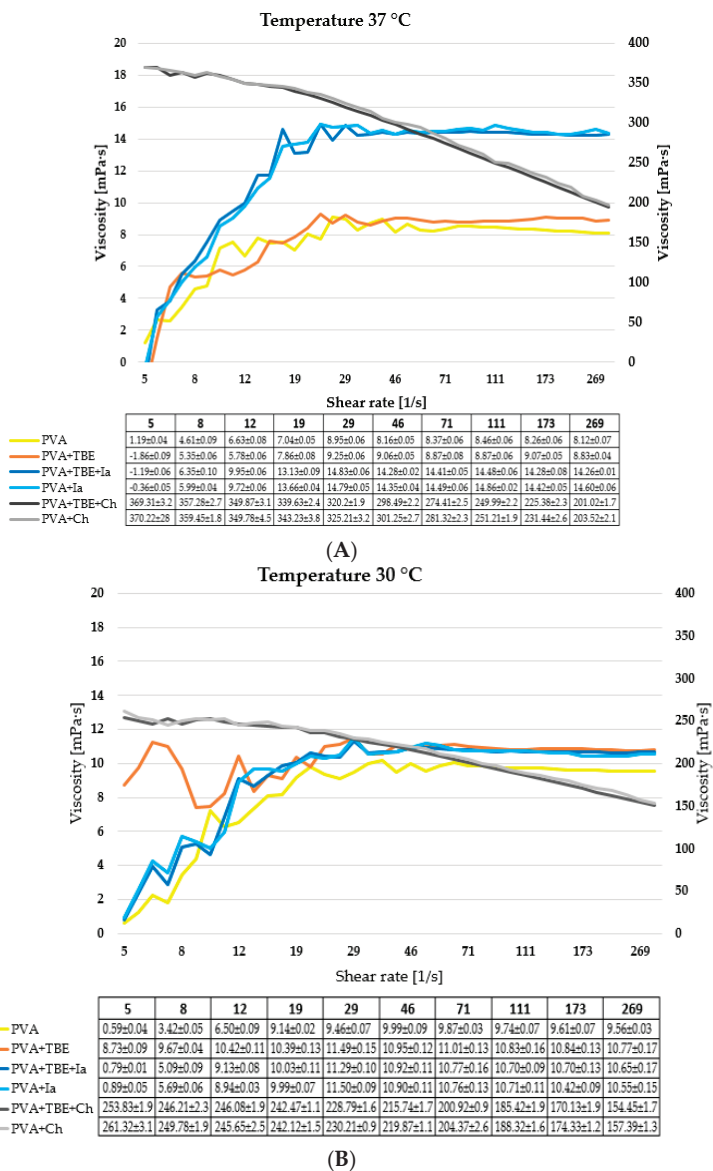 Temperature 37 °C
20 400
18 350
16 300
14
12 250
10 200
8 150
6 100
4
2 50
0 0
Viscosity [mPa·s]
Viscosity [mPa·s]
5 8 12 19 29 46 71 111 173 269
Shear rate [1/s]
5 8 12 19 29 46 71 111 173 269
PVA 1.19±0.04 4.61±0.09 6.63±0.08 7.04±0.05 8.95±0.06 8.16±0.05 8.37±0.06 8.46±0.06 8.26±0.06 8.12±0.07
PVA+TBE -1.86±0.09 5.35±0.06 5.78±0.06 7.86±0.08 9.25±0.06 9.06±0.05 8.87±0.08 8.87±0.06 9.07±0.05 8.83±0.04
PVA+TBE+Ia -1.19±0.06 6.35±0.10 9.95±0.06 13.13±0.09 14.83±0.06 14.28±0.02 14.41±0.05 14.48±0.06 14.28±0.08 14.26±0.01
PVA+Ia -0.36±0.05 5.99±0.04 9.72±0.06 13.66±0.04 14.79±0.05 14.35±0.04 14.49±0.06 14.86±0.02 14.42±0.05 14.60±0.06
PVA+TBE+Ch 369.31±3.2 357.28±2.7 349.87±3.1 339.63±2.4 320.2±1.9 298.49±2.2 274.41±2.5 249.99±2.2 225.38±2.3 201.02±1.7
PVA+Ch 370.22±28 359.45±1.8 349.78±4.5 343.23±3.8 325.21±3.2 301.25±2.7 281.32±2.3 251.21±1.9 231.44±2.6 203.52±2.1
(A)
Temperature 30 °C
20 400
18 350
16 300
14
12 250
10 200
8 150
6 100
4
2 50
0 0
Viscosity [mPa·s]
Viscosity [mPa·s]
5 8 12 19 29 46 71 111 173 269
Shear rate [1/s]
5 8 12 19 29 46 71 111 173 269
PVA 0.59±0.04 3.42±0.05 6.50±0.09 9.14±0.02 9.46±0.07 9.99±0.09 9.87±0.03 9.74±0.07 9.61±0.07 9.56±0.03
PVA+TBE 8.73±0.09 9.67±0.04 10.42±0.11 10.39±0.13 11.49±0.15 10.95±0.12 11.01±0.13 10.83±0.16 10.84±0.13 10.77±0.17
PVA+TBE+Ia 0.79±0.01 5.09±0.09 9.13±0.08 10.03±0.11 11.29±0.10 10.92±0.11 10.77±0.16 10.70±0.09 10.70±0.13 10.65±0.17
PVA+Ia 0.89±0.05 5.69±0.06 8.94±0.03 9.99±0.07 11.50±0.09 10.90±0.11 10.76±0.13 10.71±0.11 10.42±0.09 10.55±0.15
PVA+TBE+Ch 253.83±1.9 246.21±2.3 246.08±1.9 242.47±1.1 228.79±1.6 215.74±1.7 200.92±0.9 185.42±1.9 170.13±1.9 154.45±1.7
PVA+Ch 261.32±3.1 249.78±1.9 245.65±2.5 242.12±1.5 230.21±0.9 219.87±1.1 204.37±2.6 188.32±1.6 174.33±1.2 157.39±1.3
(B)